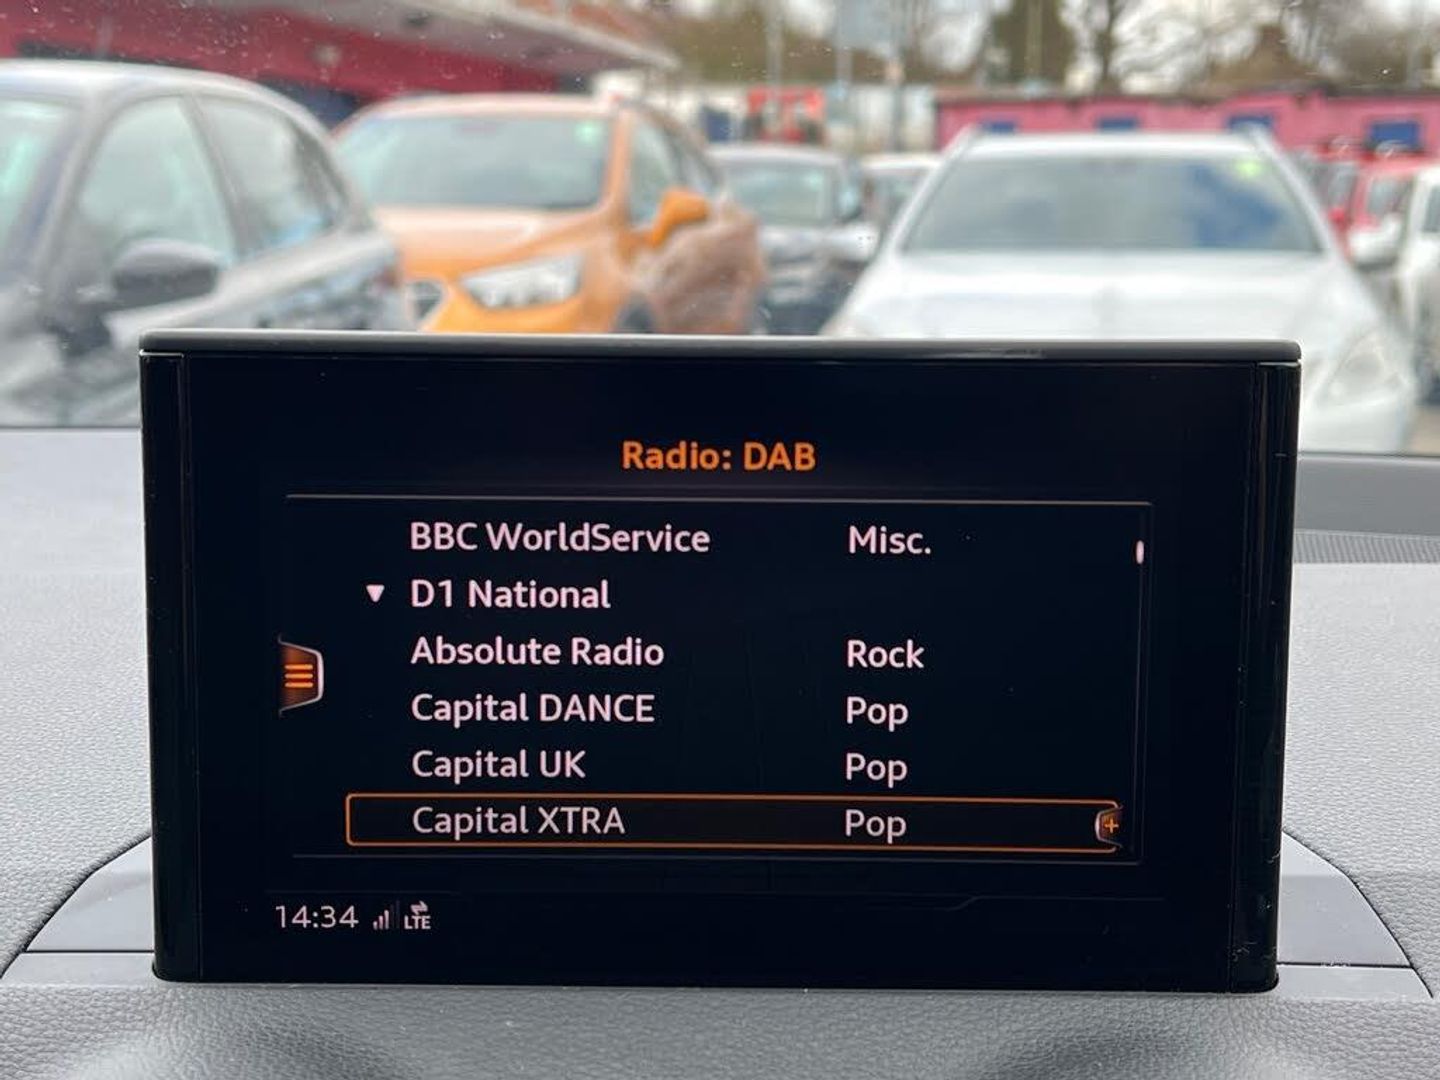 Radio: DAB
BBC WorldService Misc.
▼ D1 National
Absolute Radio Rock
Capital DANCE Pop
Capital UK Pop
Capital XTRA Pop +
14:34 LTE